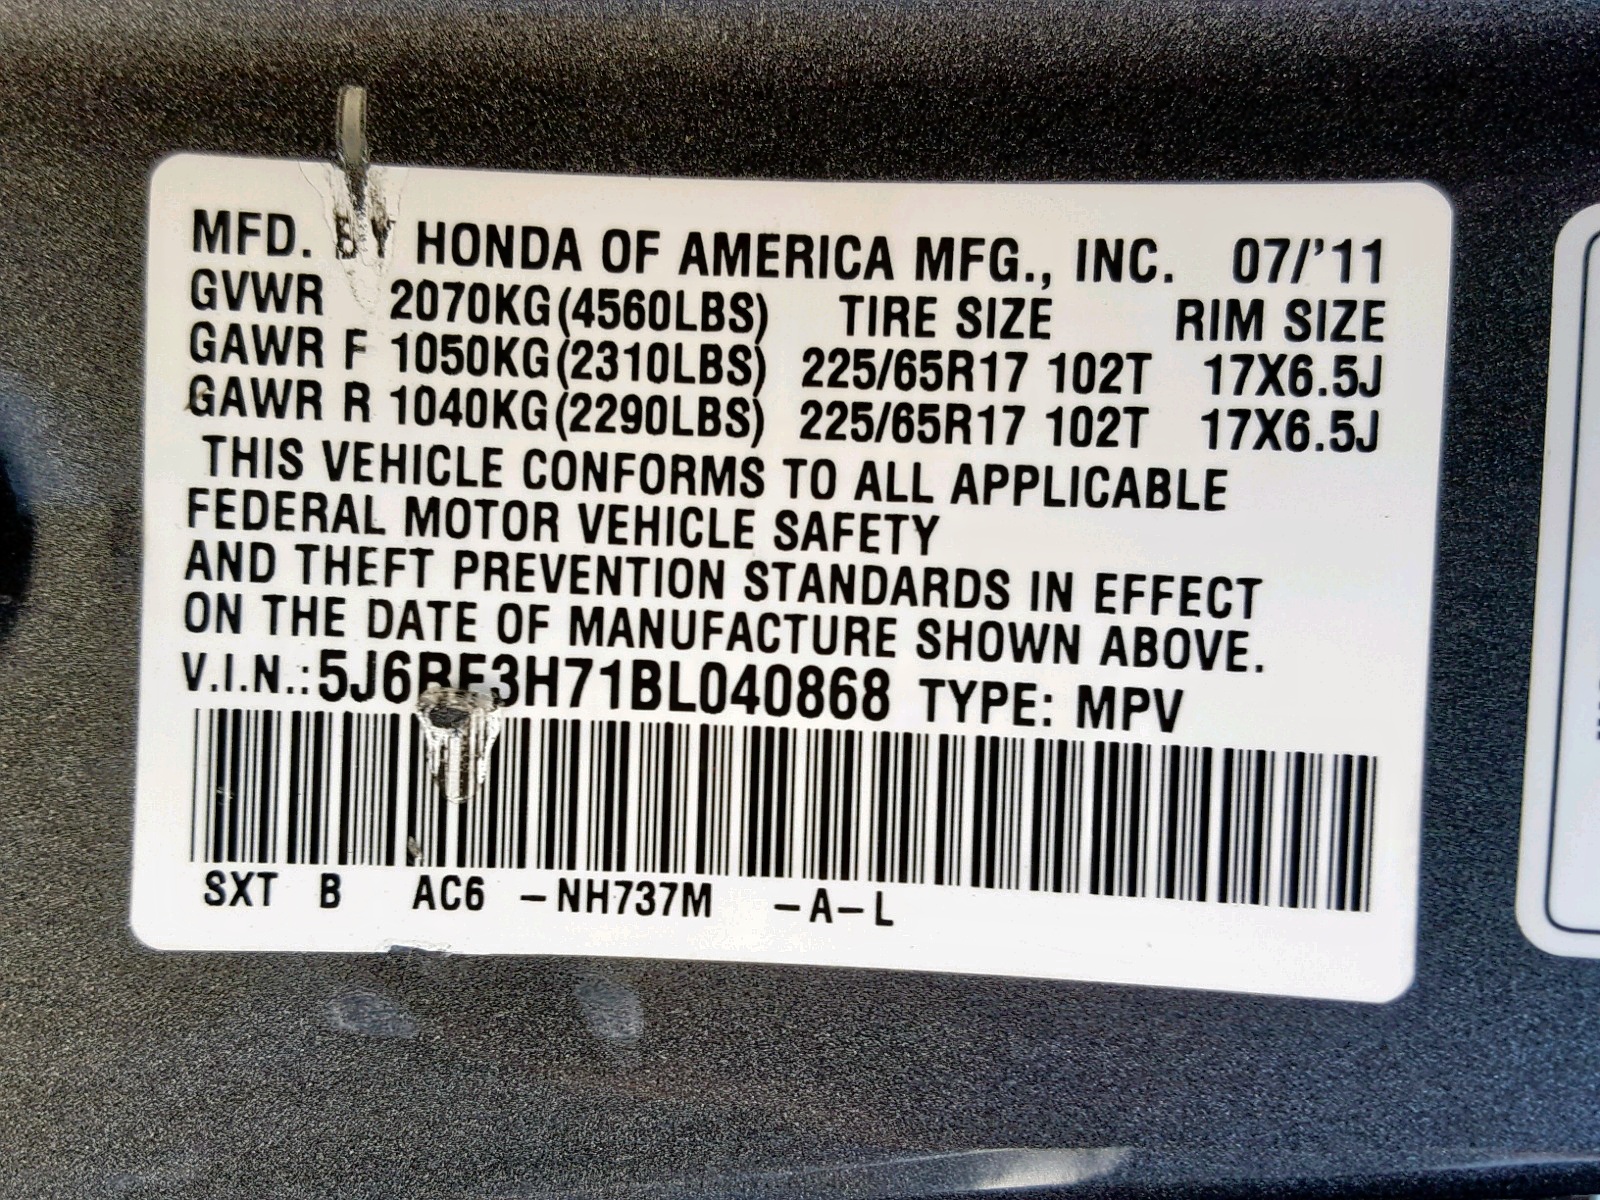 MFD. BY HONDA OF AMERICA MFG., INC. 07/'11
GVWR 2070KG(4560LBS) TIRE SIZE RIM SIZE
GAWR F 1050KG(2310LBS) 225/65R17 102T 17X6.5J
GAWR R 1040KG(2290LBS) 225/65R17 102T 17X6.5J
THIS VEHICLE CONFORMS TO ALL APPLICABLE
FEDERAL MOTOR VEHICLE SAFETY
AND THEFT PREVENTION STANDARDS IN EFFECT
ON THE DATE OF MANUFACTURE SHOWN ABOVE.
V.I.N.:5J6RE3H71BL040868 TYPE: MPV
SXT B AC6 -NH737M -A-L